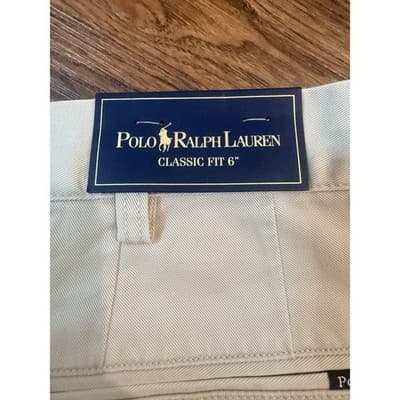 POLO RALPH LAUREN
CLASSIC FIT 6"